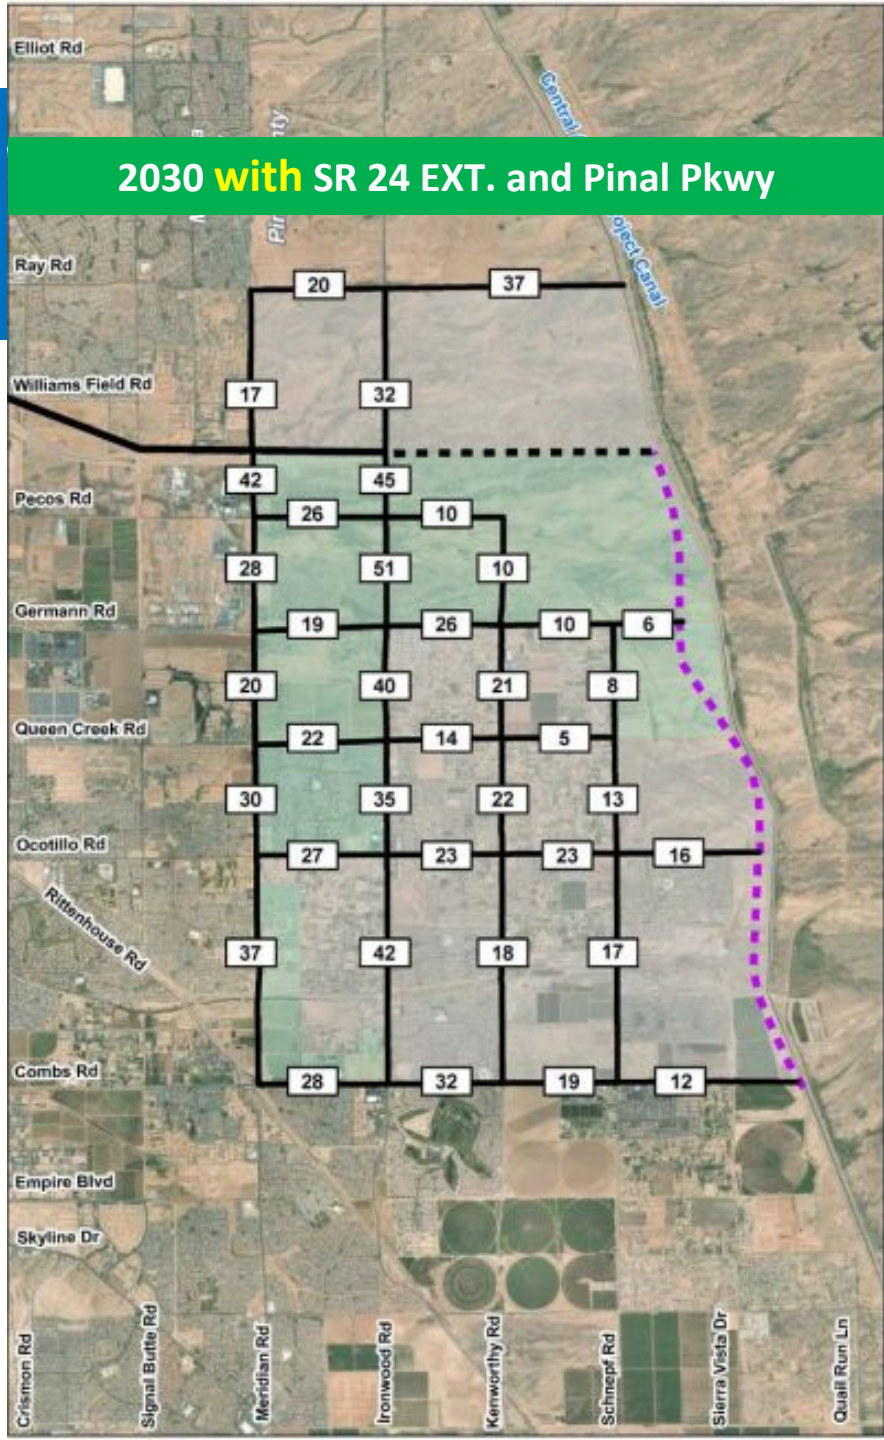 Elliot Rd
Central
2030 with SR 24 EXT. and Pinal Pkwy
oject Canal
Ray Rd
20
37
Williams Field Rd
17
32
42
45
Pecos Rd
26
10
28
51
10
Germann Rd
19
26
10
6
20
40
21
8
Queen Creek Rd
22
14
5
30
35
22
13
Ocotillo Rd
27
23
23
16
Rittenhouse Rd
37
42
18
17
Combs Rd
28
32
19
12
Empire Blvd
Skyline Dr
Crismon Rd
Signal Butte Rd
Meridian Rd
Ironwood Rd
Kenworthy Rd
Schnepf Rd
Sierra Vista Dr
Quail Run Ln